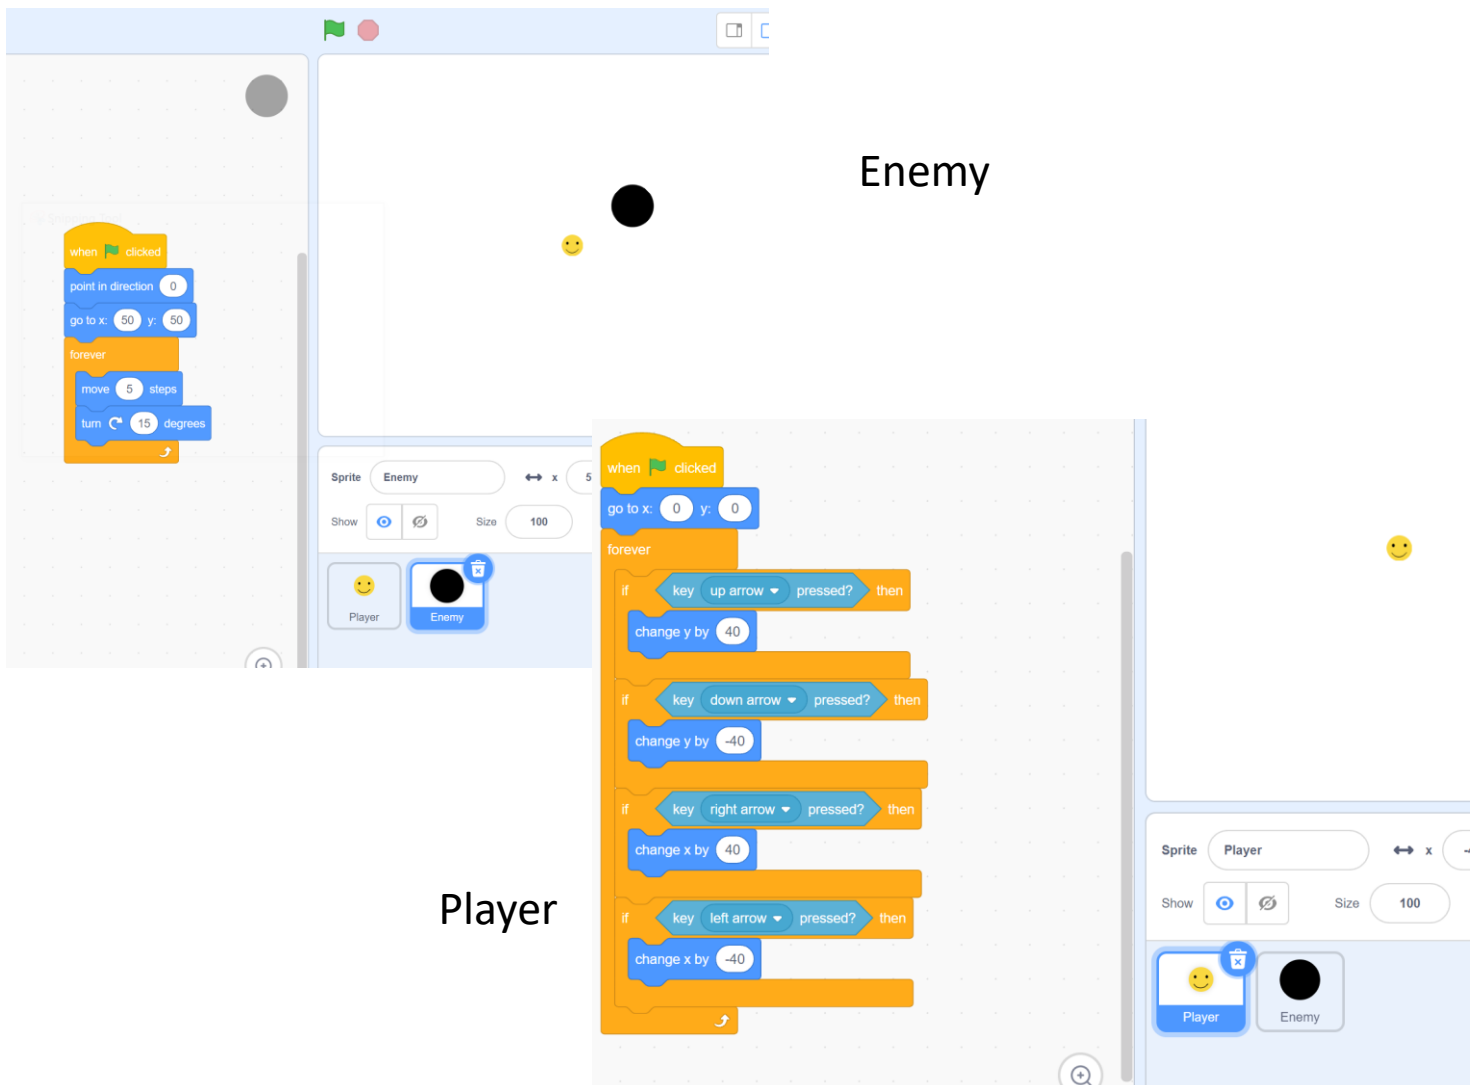 Enemy
when clicked
point in direction 0
go to x: 50 y: 50
forever
move 5 steps
turn 15 degrees
Sprite Enemy x 5
Show Size 100
Player Enemy
when clicked
go to x: 0 y: 0
forever
if key up arrow pressed? then
change y by 40
if key down arrow pressed? then
change y by -40
if key right arrow pressed? then
change x by 40
if key left arrow pressed? then
change x by -40
Player
Sprite Player x
Show Size 100
Player Enemy